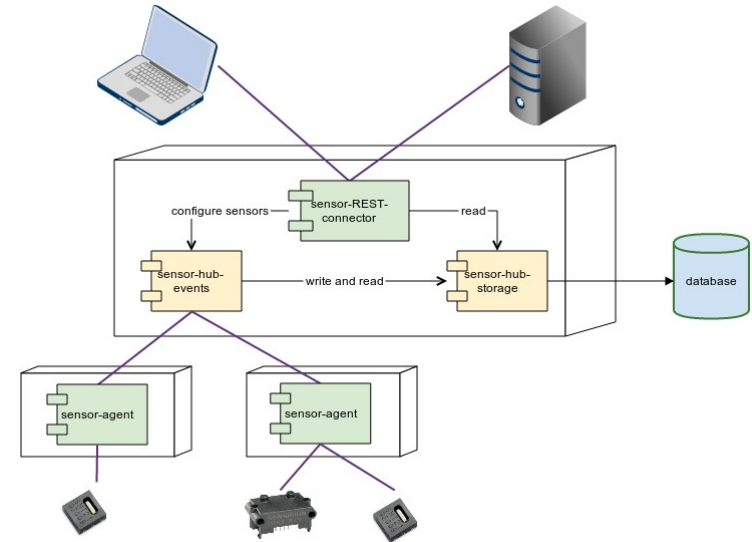 sensor-REST-
connector
configure sensors
read
sensor-hub-
events
write and read
sensor-hub-
storage
database
sensor-agent
sensor-agent